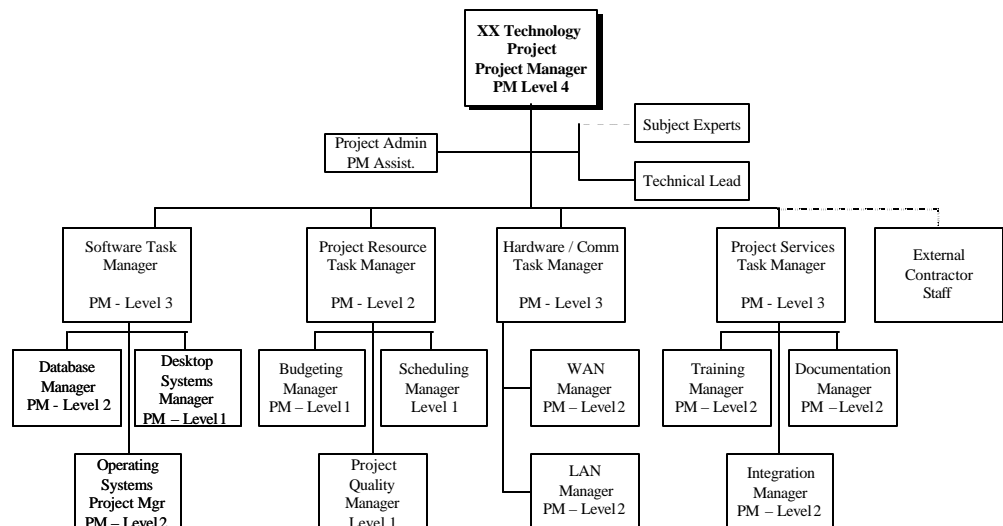 XX Technology
Project
Project Manager
PM Level 4
Subject Experts
Project Admin
PM Assist.
Technical Lead
Software Task
Manager
PM - Level 3
Project Resource
Task Manager
PM - Level 2
Hardware / Comm
Task Manager
PM - Level 3
Project Services
Task Manager
PM - Level 3
External
Contractor
Staff
Database
Manager
PM - Level 2
Desktop
Systems
Manager
PM – Level 1
Budgeting
Manager
PM – Level 1
Scheduling
Manager
Level 1
WAN
Manager
PM – Level 2
Training
Manager
PM – Level 2
Documentation
Manager
PM – Level 2
Operating
Systems
Project Mgr
PM – Level 2
Project
Quality
Manager
Level 1
LAN
Manager
PM – Level 2
Integration
Manager
PM – Level 2